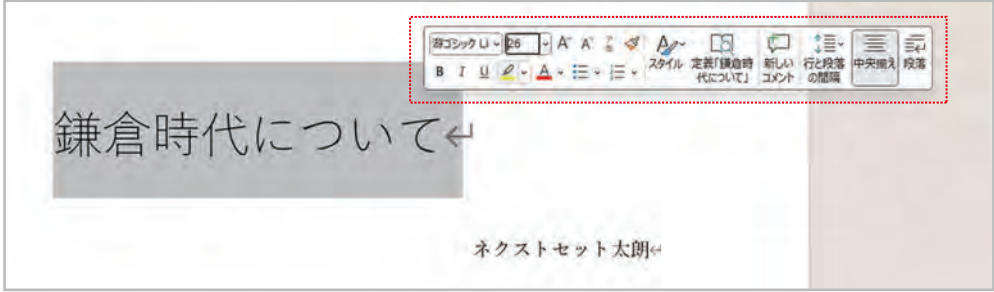 游ゴシック Li 26 A A
スタイル 定義「鎌倉時代について」 新しいコメント 行と段落の間隔 中央揃え 段落
B I U A
鎌倉時代について↵
ネクストセット太朗↵